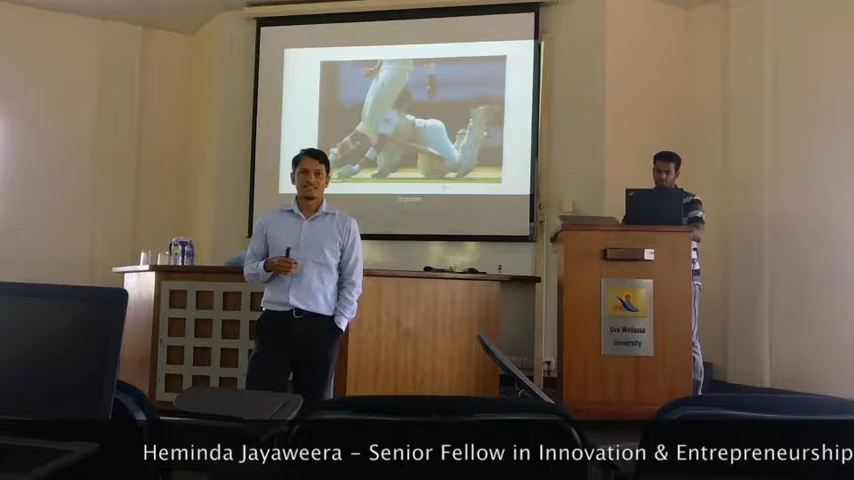 Uva Wellassa
University
Heminda Jayaweera – Senior Fellow in Innovation & Entrepreneurship